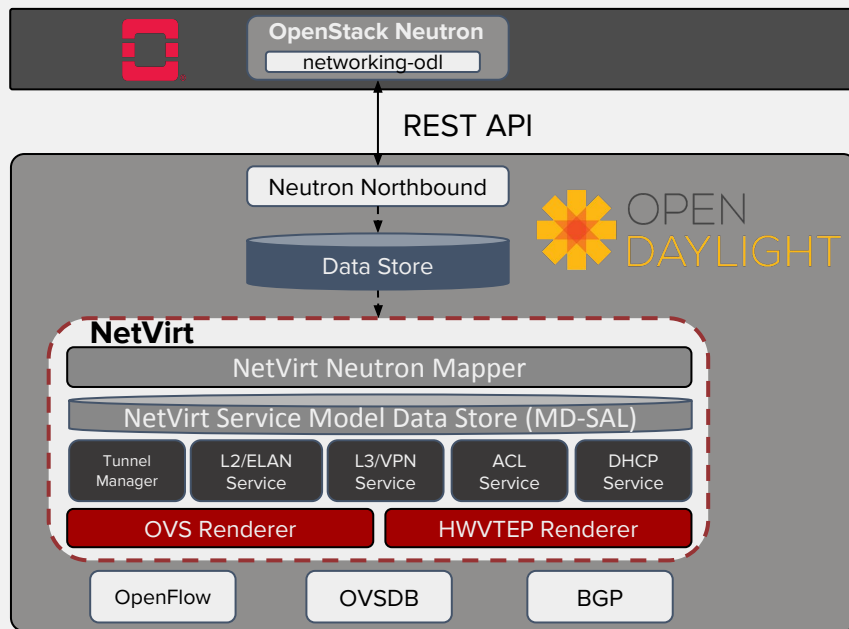 OpenStack Neutron
networking-odl
REST API
Neutron Northbound
OPEN
DAYLIGHT
Data Store
NetVirt
NetVirt Neutron Mapper
NetVirt Service Model Data Store (MD-SAL)
Tunnel
Manager
L2/ELAN
Service
L3/VPN
Service
ACL
Service
DHCP
Service
OVS Renderer
HWVTEP Renderer
OpenFlow
OVSDB
BGP